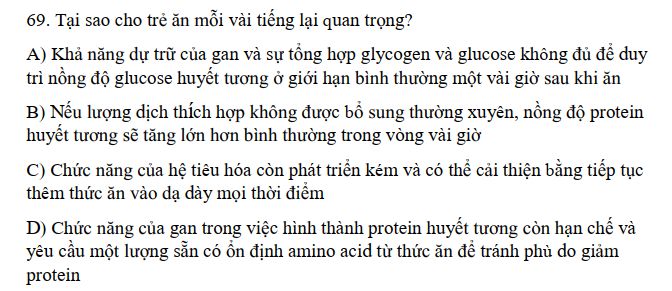 69. Tại sao cho trẻ ăn mỗi vài tiếng lại quan trọng?
A) Khả năng dự trữ của gan và sự tổng hợp glycogen và glucose không đủ để duy
trì nồng độ glucose huyết tương ở giới hạn bình thường một vài giờ sau khi ăn
B) Nếu lượng dịch thích hợp không được bổ sung thường xuyên, nồng độ protein
huyết tương sẽ tăng lớn hơn bình thường trong vòng vài giờ
C) Chức năng của hệ tiêu hóa còn phát triển kém và có thể cải thiện bằng tiếp tục
thêm thức ăn vào dạ dày mọi thời điểm
D) Chức năng của gan trong việc hình thành protein huyết tương còn hạn chế và
yêu cầu một lượng sẵn có ổn định amino acid từ thức ăn để tránh phù do giảm
protein